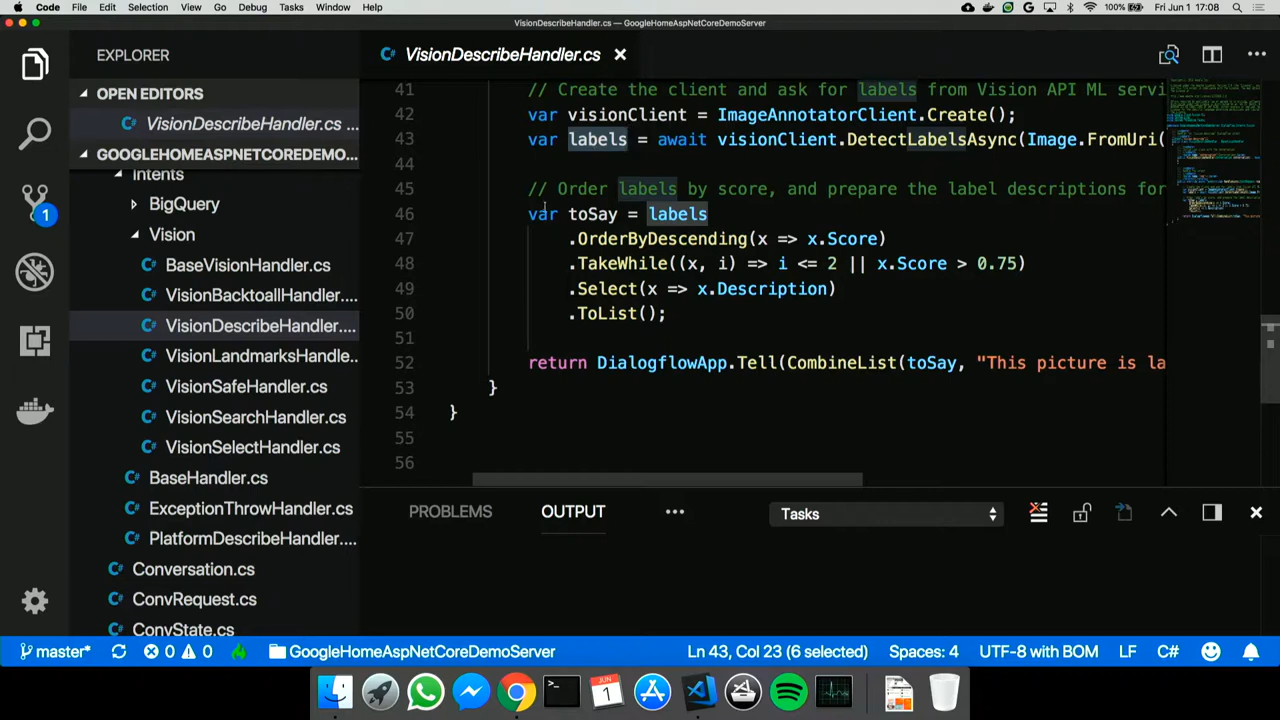 Code File Edit Selection View Go Debug Tasks Window Help 100% Fri Jun 1 17:08
VisionDescribeHandler.cs — GoogleHomeAspNetCoreDemoServer
EXPLORER
OPEN EDITORS
C# VisionDescribeHandler.cs ...
GOOGLEHOMEASPNETCOREDEMO...
Intents
BigQuery
Vision
C# BaseVisionHandler.cs
C# VisionBacktoallHandler....
C# VisionDescribeHandler....
C# VisionLandmarksHandle..
C# VisionSafeHandler.cs
C# VisionSearchHandler.cs
C# VisionSelectHandler.cs
C# BaseHandler.cs
C# ExceptionThrowHandler.cs
C# PlatformDescribeHandler....
C# Conversation.cs
C# ConvRequest.cs
C# ConvState.cs
1
C# VisionDescribeHandler.cs ×
41 // Create the client and ask for labels from Vision API ML servi
42 var visionClient = ImageAnnotatorClient.Create();
43 var labels = await visionClient.DetectLabelsAsync(Image.FromUri(
44
45 // Order labels by score, and prepare the label descriptions for
46 var toSay = labels
47 .OrderByDescending(x => x.Score)
48 .TakeWhile((x, i) => i <= 2 || x.Score > 0.75)
49 .Select(x => x.Description)
50 .ToList();
51
52 return DialogflowApp.Tell(CombineList(toSay, "This picture is la
53 }
54 }
55
56
PROBLEMS OUTPUT ... Tasks
master* 0 0 GoogleHomeAspNetCoreDemoServer Ln 43, Col 23 (6 selected) Spaces: 4 UTF-8 with BOM LF C#
JUN
1